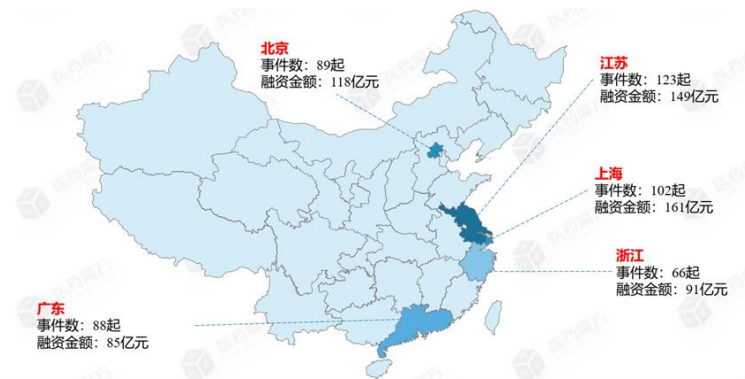 北京
事件数：89起
融资金额：118亿元
江苏
事件数：123起
融资金额：149亿元
上海
事件数：102起
融资金额：161亿元
浙江
事件数：66起
融资金额：91亿元
广东
事件数：88起
融资金额：85亿元
医药魔方